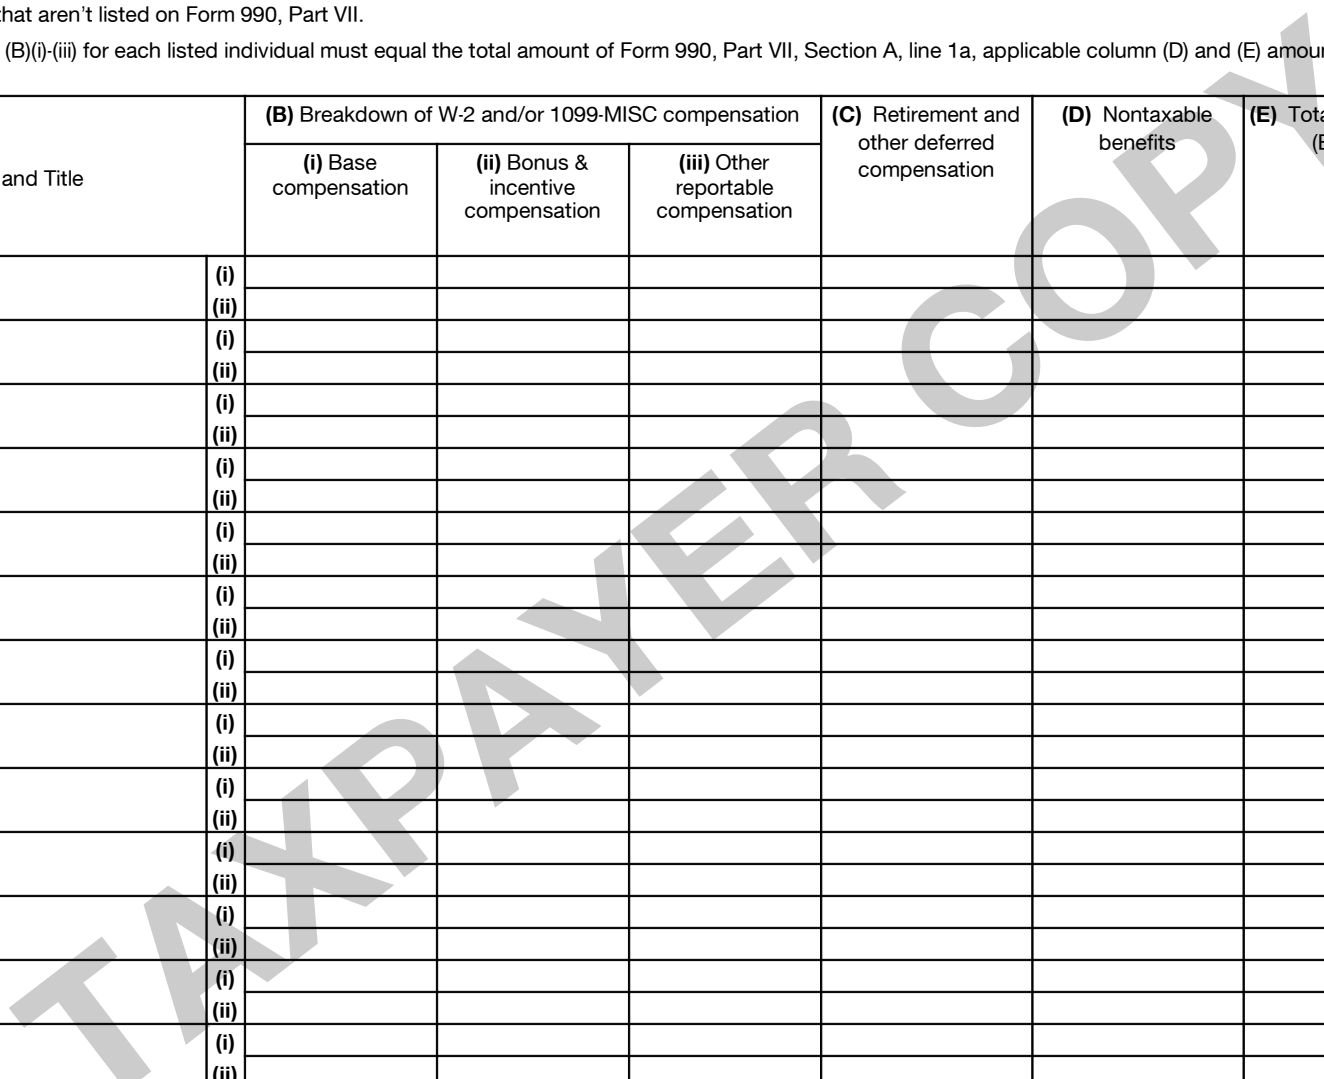 that aren't listed on Form 990, Part VII.
(B)(i)-(iii) for each listed individual must equal the total amount of Form 990, Part VII, Section A, line 1a, applicable column (D) and (E)
(B) Breakdown of W-2 and/or 1099-MISC compensation
(C) Retirement and
other deferred
compensation
(D) Nontaxable
benefits
(E)
and Title
(i) Base
compensation
(ii) Bonus &
incentive
compensation
(iii) Other
reportable
compensation
(i)
(ii)
(i)
(ii)
(i)
(ii)
(i)
(ii)
(i)
(ii)
(i)
(ii)
(i)
(ii)
(i)
(ii)
(i)
(ii)
(i)
(ii)
(i)
(ii)
(i)
(ii)
(i)
(ii)
TAXPAYER COPY